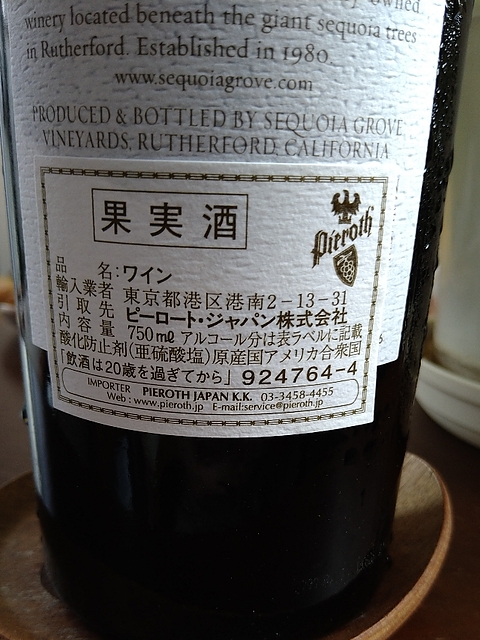 owned
winery located beneath the giant sequoia trees
in Rutherford. Established in 1980.
www.sequoiagrove.com
PRODUCED & BOTTLED BY SEQUOIA GROVE
VINEYARDS, RUTHERFORD, CALIFORNIA
果実酒
Pieroth
品名:ワイン
輸入業者 東京都港区港南2-13-31
引取先 ピーロート・ジャパン株式会社
内容量 750mℓ アルコール分は表ラベルに記載
酸化防止剤(亜硫酸塩)原産国アメリカ合衆国
「飲酒は20歳を過ぎてから」924764-4
IMPORTER PIEROTH JAPAN K.K. 03-3458-4455
Web : www.pieroth.jp E-mail:service@pieroth.jp